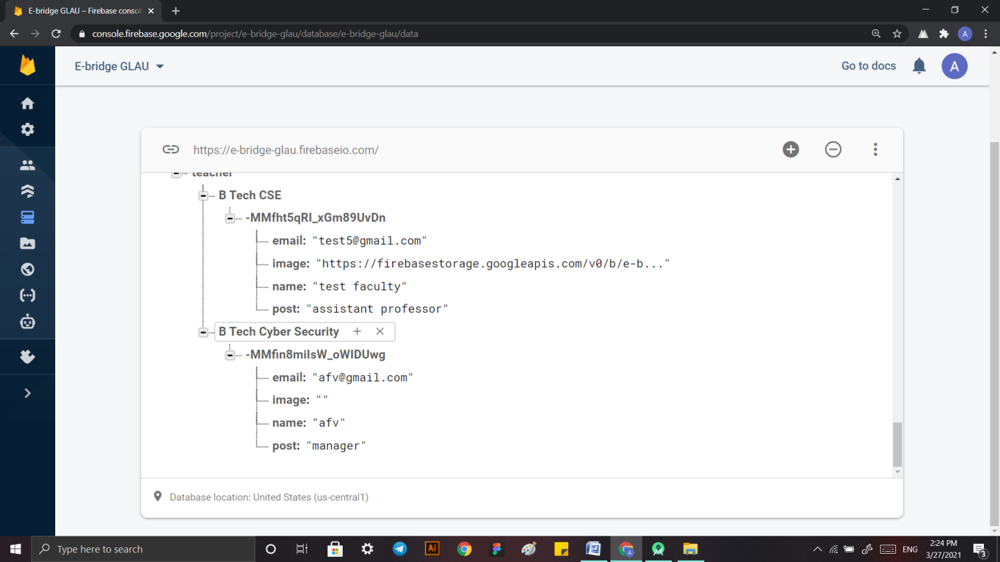 E-bridge GLAU – Firebase consol
console.firebase.google.com/project/e-bridge-glau/database/e-bridge-glau/data
A
E-bridge GLAU
Go to docs
A
https://e-bridge-glau.firebaseio.com/
teacher
B Tech CSE
-MMfht5qRI_xGm89UvDn
email: "test5@gmail.com"
image: "https://firebasestorage.googleapis.com/v0/b/e-b..."
name: "test faculty"
post: "assistant professor"
B Tech Cyber Security
-MMfin8milsW_oWIDUwg
email: "afv@gmail.com"
image: ""
name: "afv"
post: "manager"
Database location: United States (us-central1)
Type here to search
Ai
A
ENG
2:24 PM
3/27/2021
3